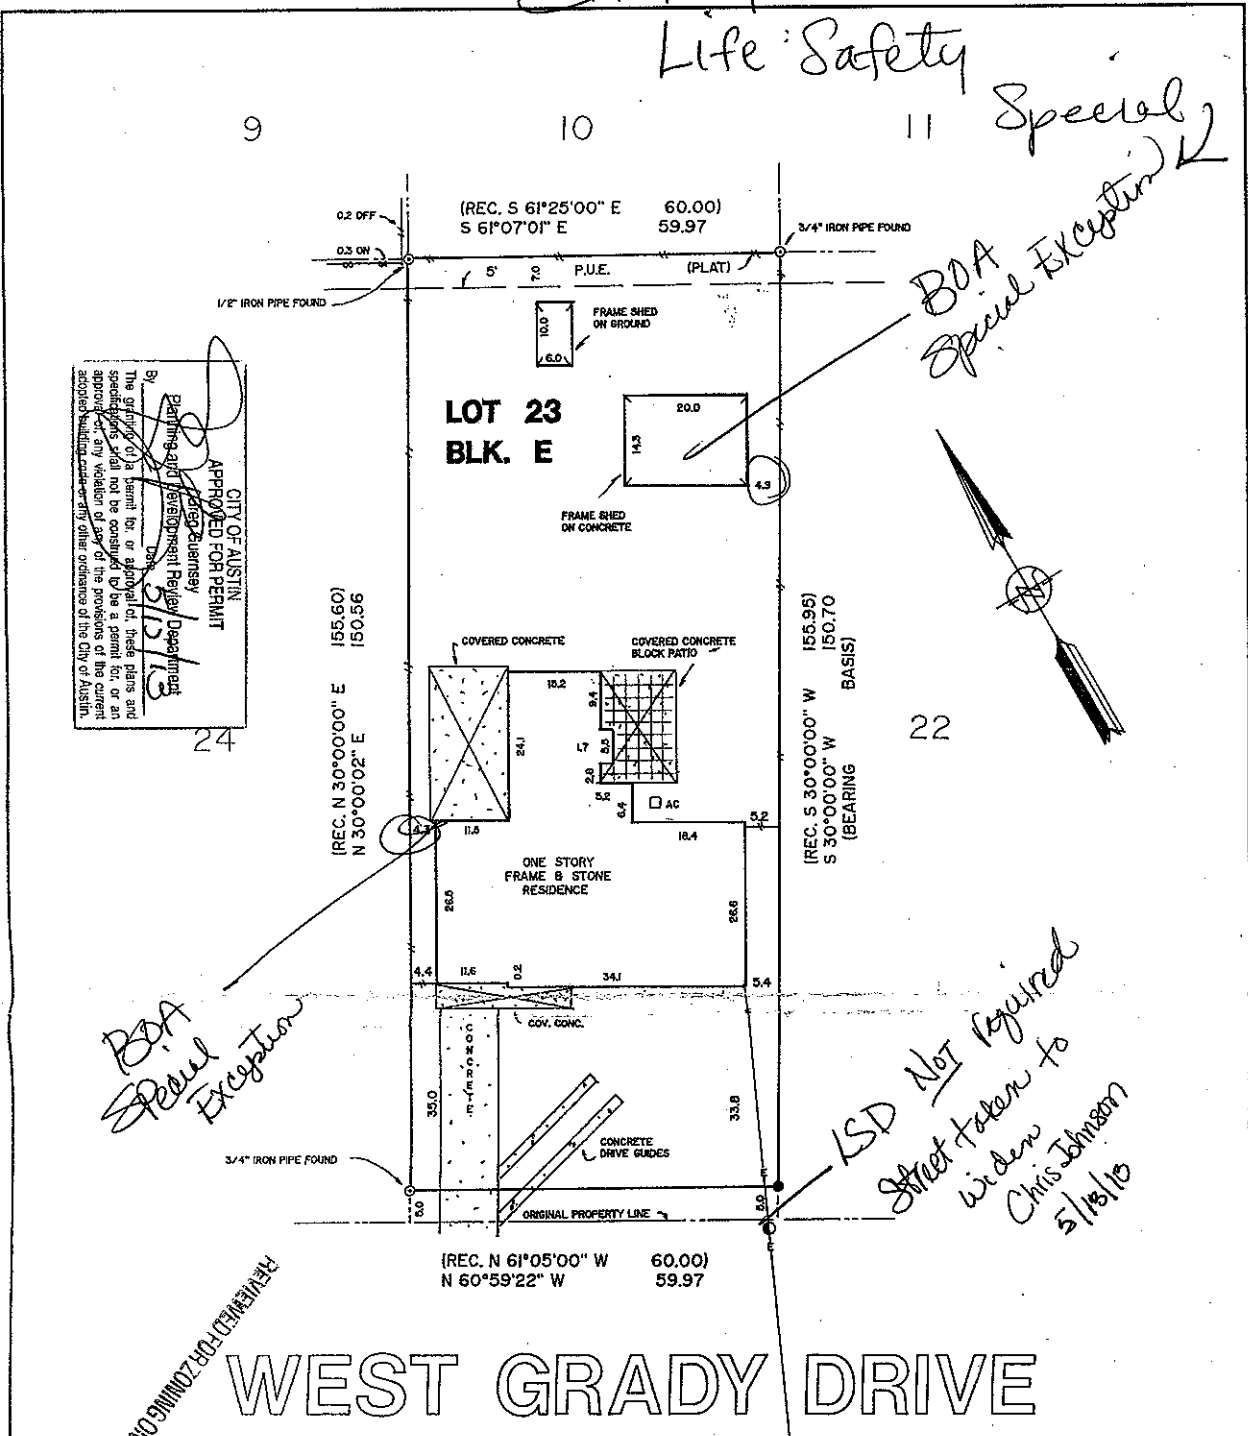 Life Safety
Special
9
10
11
BOA
Special Exception
(REC. S 61°25'00" E 60.00)
S 61°07'01" E 59.97
0.2 OFF
0.3 ON
3/4" IRON PIPE FOUND
5' P.U.E. (PLAT)
7.0
1/2" IRON PIPE FOUND
FRAME SHED
ON GROUND
10.0
6.0
LOT 23
BLK. E
20.0
14.3
4.9
FRAME SHED
ON CONCRETE
CITY OF AUSTIN
APPROVED FOR PERMIT
Greg Guernsey
Planning and Development Review Department
By Date 5/13/13
The granting of a permit for, or approval of, these plans and
specifications shall not be construed to be a permit for, or an
approval of, any violation of any of the provisions of the current
adopted building code or any other ordinance of the City of Austin.
24
(REC. N 30°00'00" E 155.60)
N 30°00'02" E 150.56
COVERED CONCRETE
COVERED CONCRETE
BLOCK PATIO
15.2
9.4
24.1
1.7
5.5
2.8
5.2
6.4
AC
(REC. S 30°00'00" W 155.95)
S 30°00'00" W 150.70
(BEARING BASIS)
22
4.3
11.5
18.4
5.2
ONE STORY
FRAME & STONE
RESIDENCE
26.5
26.6
4.4
11.6
0.2
34.1
5.4
COV. CONC.
BOA
Special
Exception
CONCRETE
35.0
33.8
CONCRETE
DRIVE GUIDES
3/4" IRON PIPE FOUND
LSD Not required
Street taken to
widen
Chris Johnson
5/13/13
5.0
ORIGINAL PROPERTY LINE
5.0
E
E
(REC. N 61°05'00" W 60.00)
N 60°59'22" W 59.97
REVIEWED FOR ZONING ON
WEST GRADY DRIVE